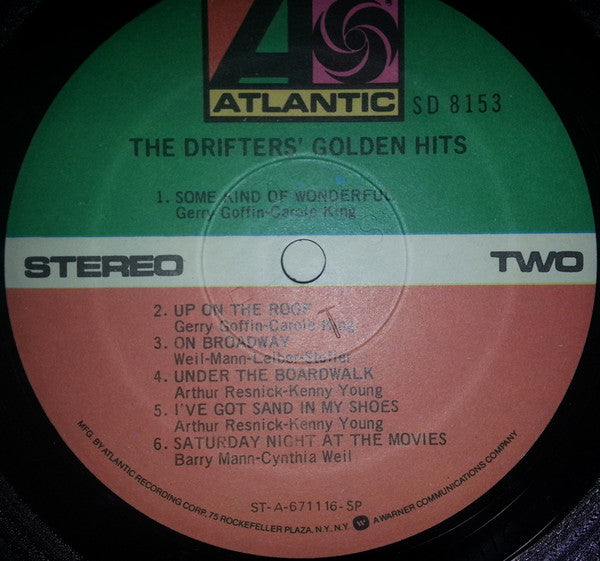 ATLANTIC
SD 8153
THE DRIFTERS' GOLDEN HITS
1. SOME KIND OF WONDERFUL
Gerry Goffin-Carole King
STEREO
TWO
2. UP ON THE ROOF
Gerry Goffin-Carole King
3. ON BROADWAY
Weil-Mann-Leiber-Stoller
4. UNDER THE BOARDWALK
Arthur Resnick-Kenny Young
5. I'VE GOT SAND IN MY SHOES
Arthur Resnick-Kenny Young
6. SATURDAY NIGHT AT THE MOVIES
Barry Mann-Cynthia Weil
ST-A-671116-SP
MFG. BY ATLANTIC RECORDING CORP., 75 ROCKEFELLER PLAZA, N.Y., N.Y. A WARNER COMMUNICATIONS COMPANY